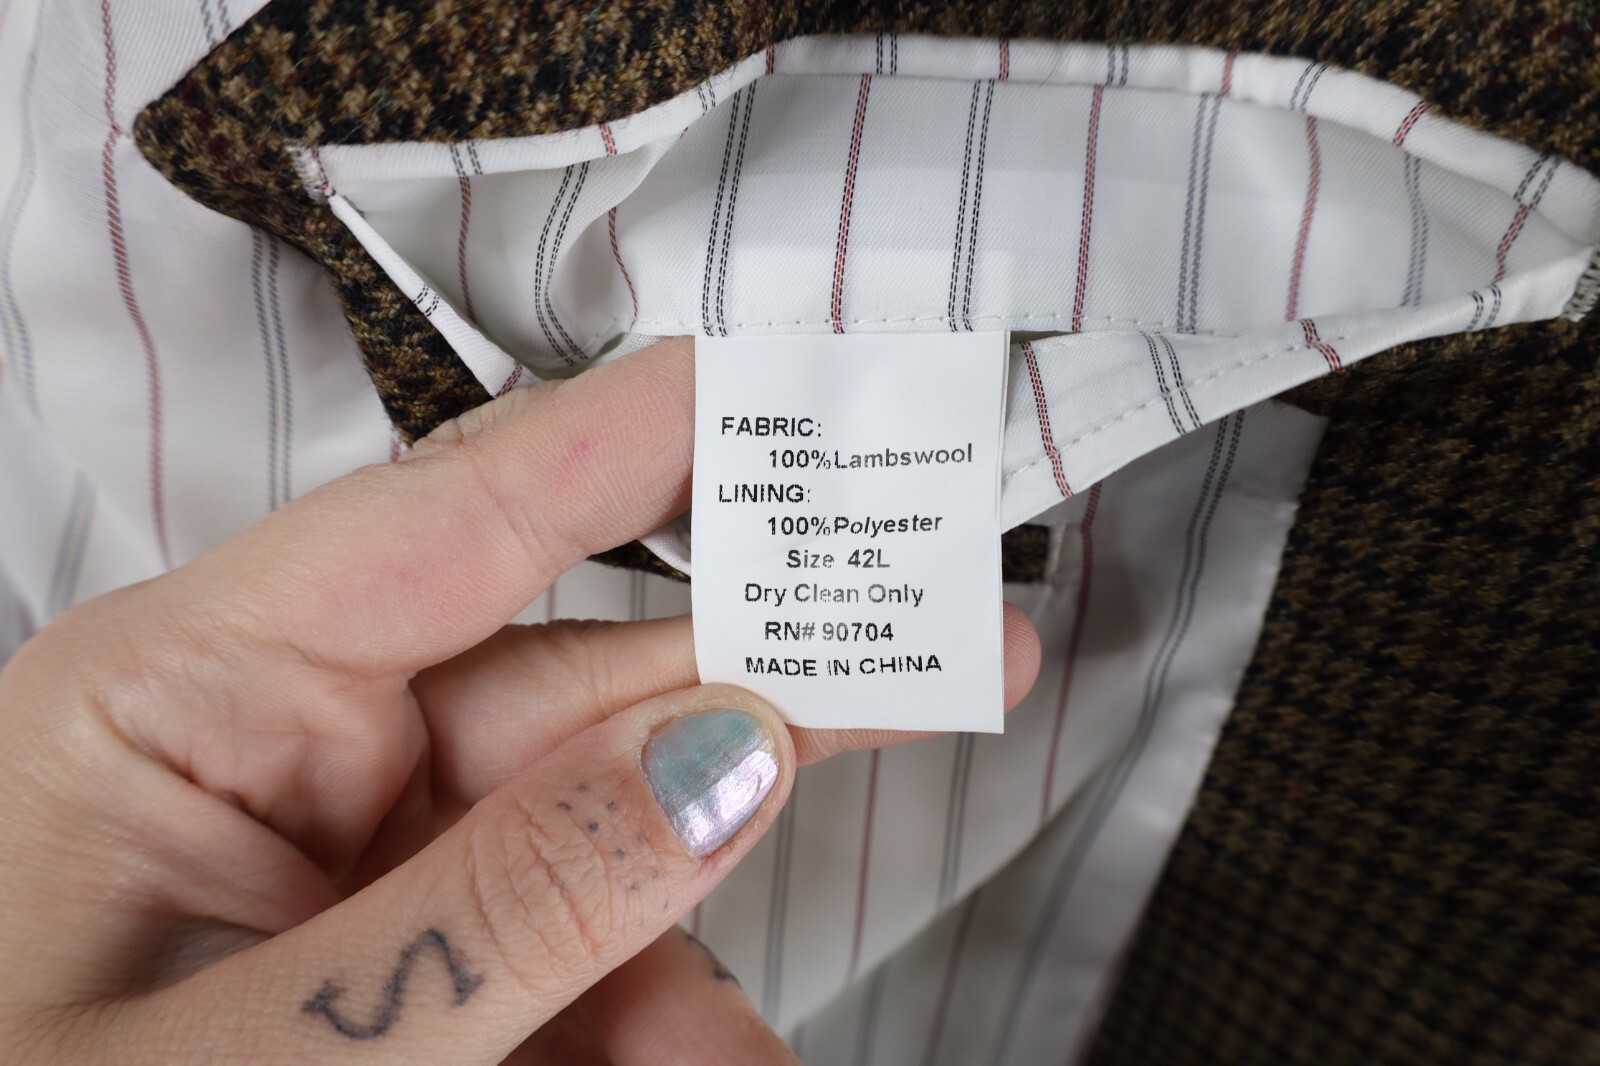 FABRIC:
100%Lambswool
LINING:
100%Polyester
Size 42L
Dry Clean Only
RN# 90704
MADE IN CHINA
S